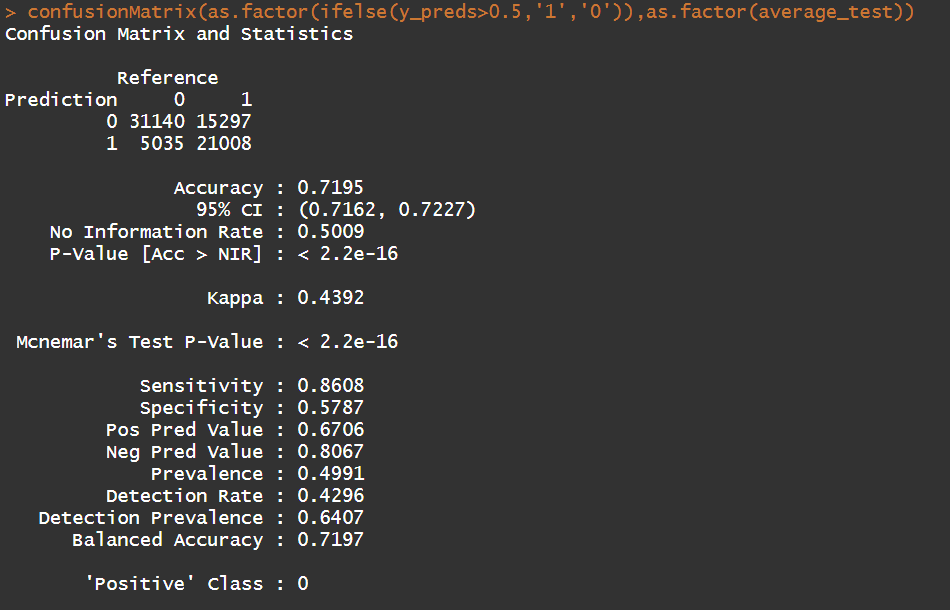 > confusionMatrix(as.factor(ifelse(y_preds>0.5,'1','0')),as.factor(average_test))
Confusion Matrix and Statistics
Reference
Prediction 0 1
0 31140 15297
1 5035 21008
Accuracy : 0.7195
95% CI : (0.7162, 0.7227)
No Information Rate : 0.5009
P-Value [Acc > NIR] : < 2.2e-16
Kappa : 0.4392
Mcnemar's Test P-Value : < 2.2e-16
Sensitivity : 0.8608
Specificity : 0.5787
Pos Pred Value : 0.6706
Neg Pred Value : 0.8067
Prevalence : 0.4991
Detection Rate : 0.4296
Detection Prevalence : 0.6407
Balanced Accuracy : 0.7197
'Positive' Class : 0